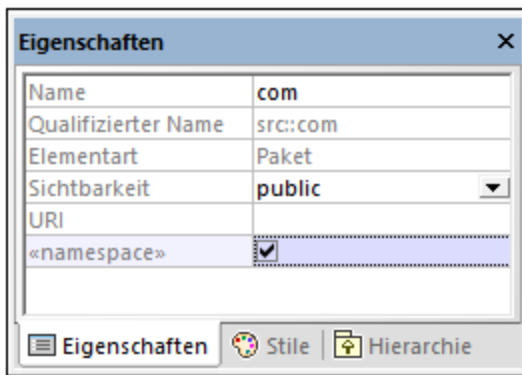 Eigenschaften
Name com
Qualifizierter Name src::com
Elementart Paket
Sichtbarkeit public
URI
«namespace»
Eigenschaften Stile Hierarchie